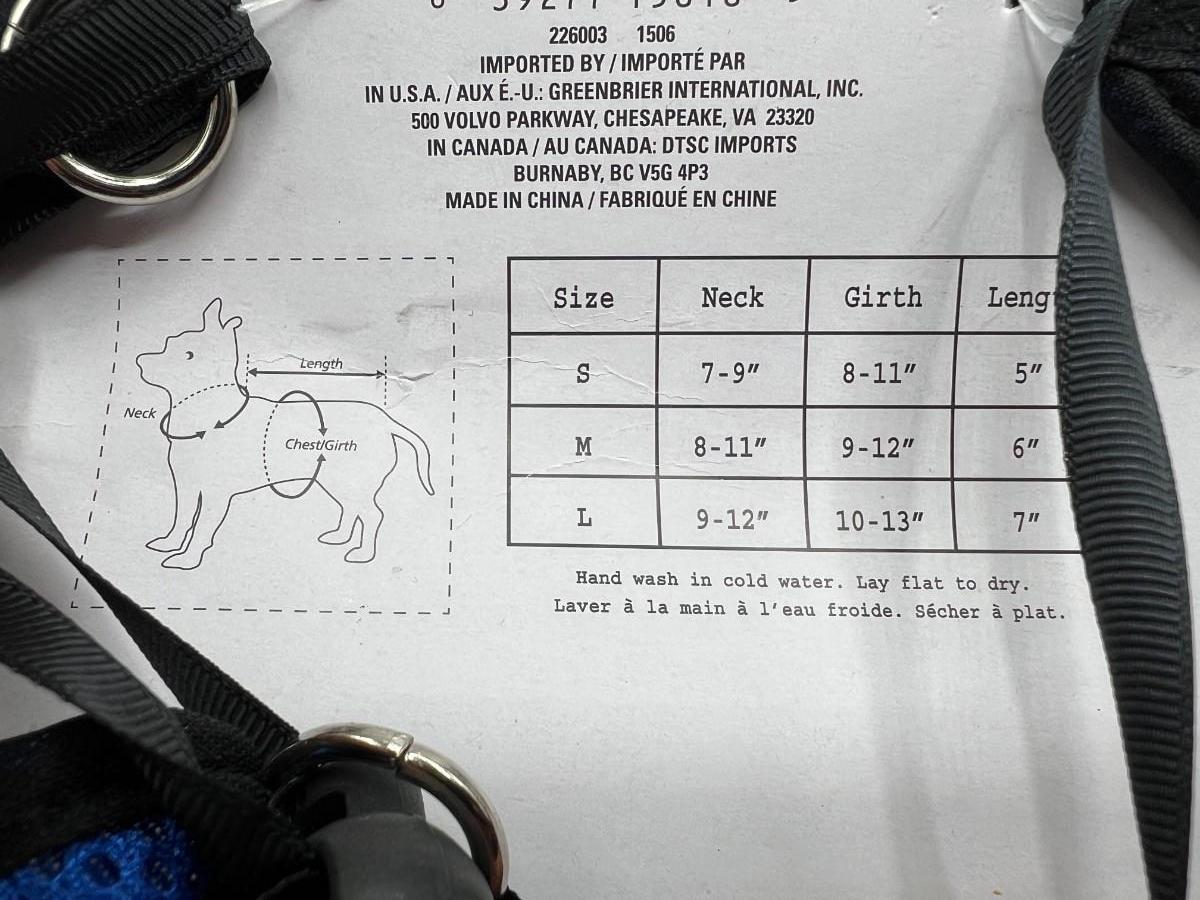 226003 1506
IMPORTED BY / IMPORTÉ PAR
IN U.S.A. / AUX É.-U.: GREENBRIER INTERNATIONAL, INC.
500 VOLVO PARKWAY, CHESAPEAKE, VA 23320
IN CANADA / AU CANADA: DTSC IMPORTS
BURNABY, BC V5G 4P3
MADE IN CHINA / FABRIQUÉ EN CHINE
Length
Neck
Chest/Girth
Size Neck Girth Leng
S 7-9″ 8-11″ 5″
M 8-11″ 9-12″ 6″
L 9-12″ 10-13″ 7″
Hand wash in cold water. Lay flat to dry.
Laver à la main à l'eau froide. Sécher à plat.